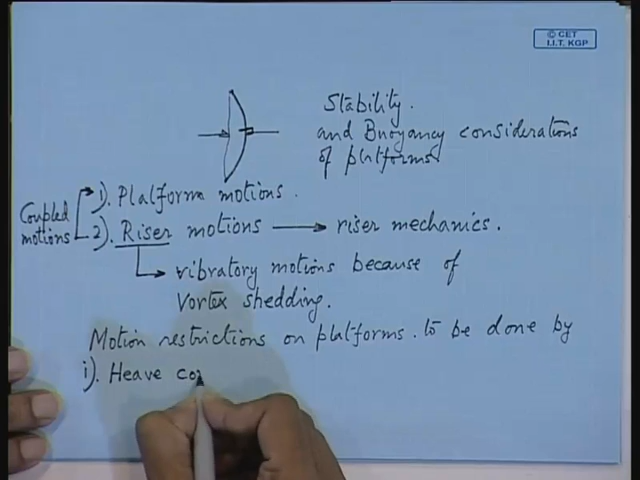 © CET
I.I.T. KGP
Stability.
and Buoyancy considerations
of platforms
Coupled
motions
1). Platform motions.
2). Riser motions → riser mechanics.
→ vibratory motions because of
Vortex shedding.
Motion restrictions on platforms. to be done by
i). Heave co